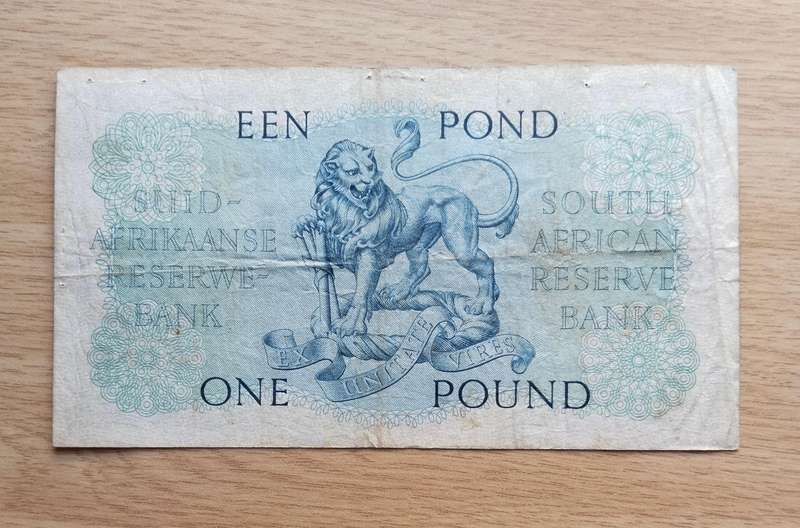 EEN POND
SUID-
AFRIKAANSE
RESERWE-
BANK
SOUTH
AFRICAN
RESERVE
BANK
EX UNITATE VIRES
ONE POUND